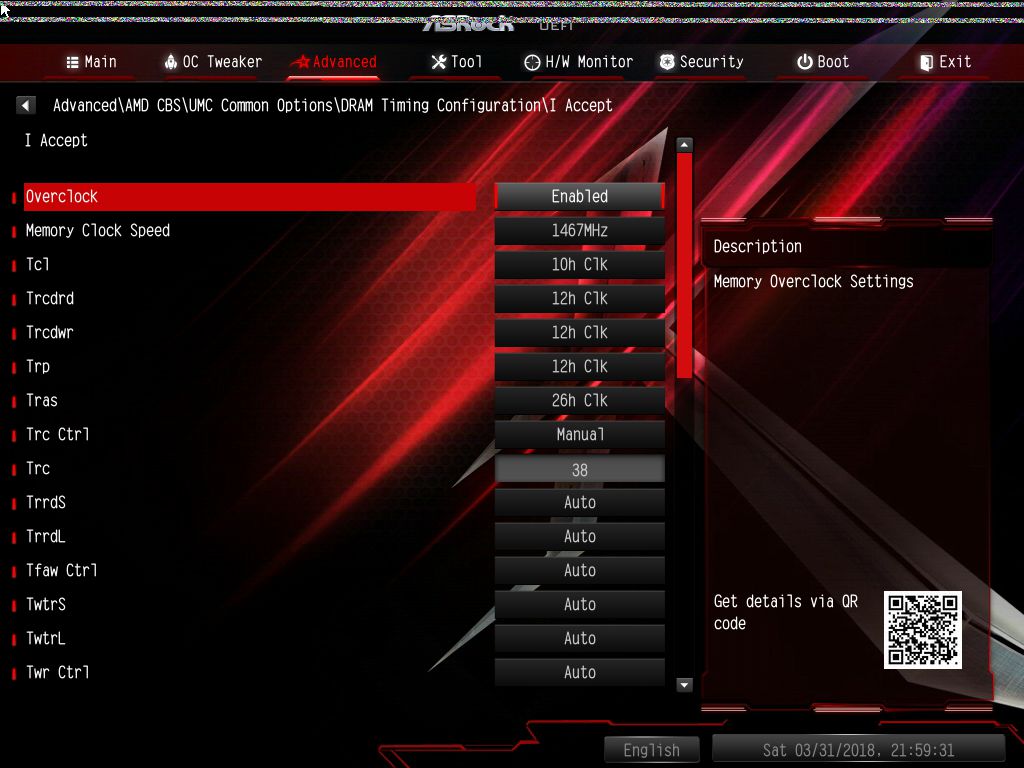 ASRock UEFI
Main OC Tweaker Advanced Tool H/W Monitor Security Boot Exit
Advanced\AMD CBS\UMC Common Options\DRAM Timing Configuration\I Accept
I Accept
Overclock Enabled
Memory Clock Speed 1467MHz
Tcl 10h Clk
Trcdrd 12h Clk
Trcdwr 12h Clk
Trp 12h Clk
Tras 26h Clk
Trc Ctrl Manual
Trc 38
TrrdS Auto
TrrdL Auto
Tfaw Ctrl Auto
TwtrS Auto
TwtrL Auto
Twr Ctrl Auto
Description
Memory Overclock Settings
Get details via QR
code
English Sat 03/31/2018, 21:59:31